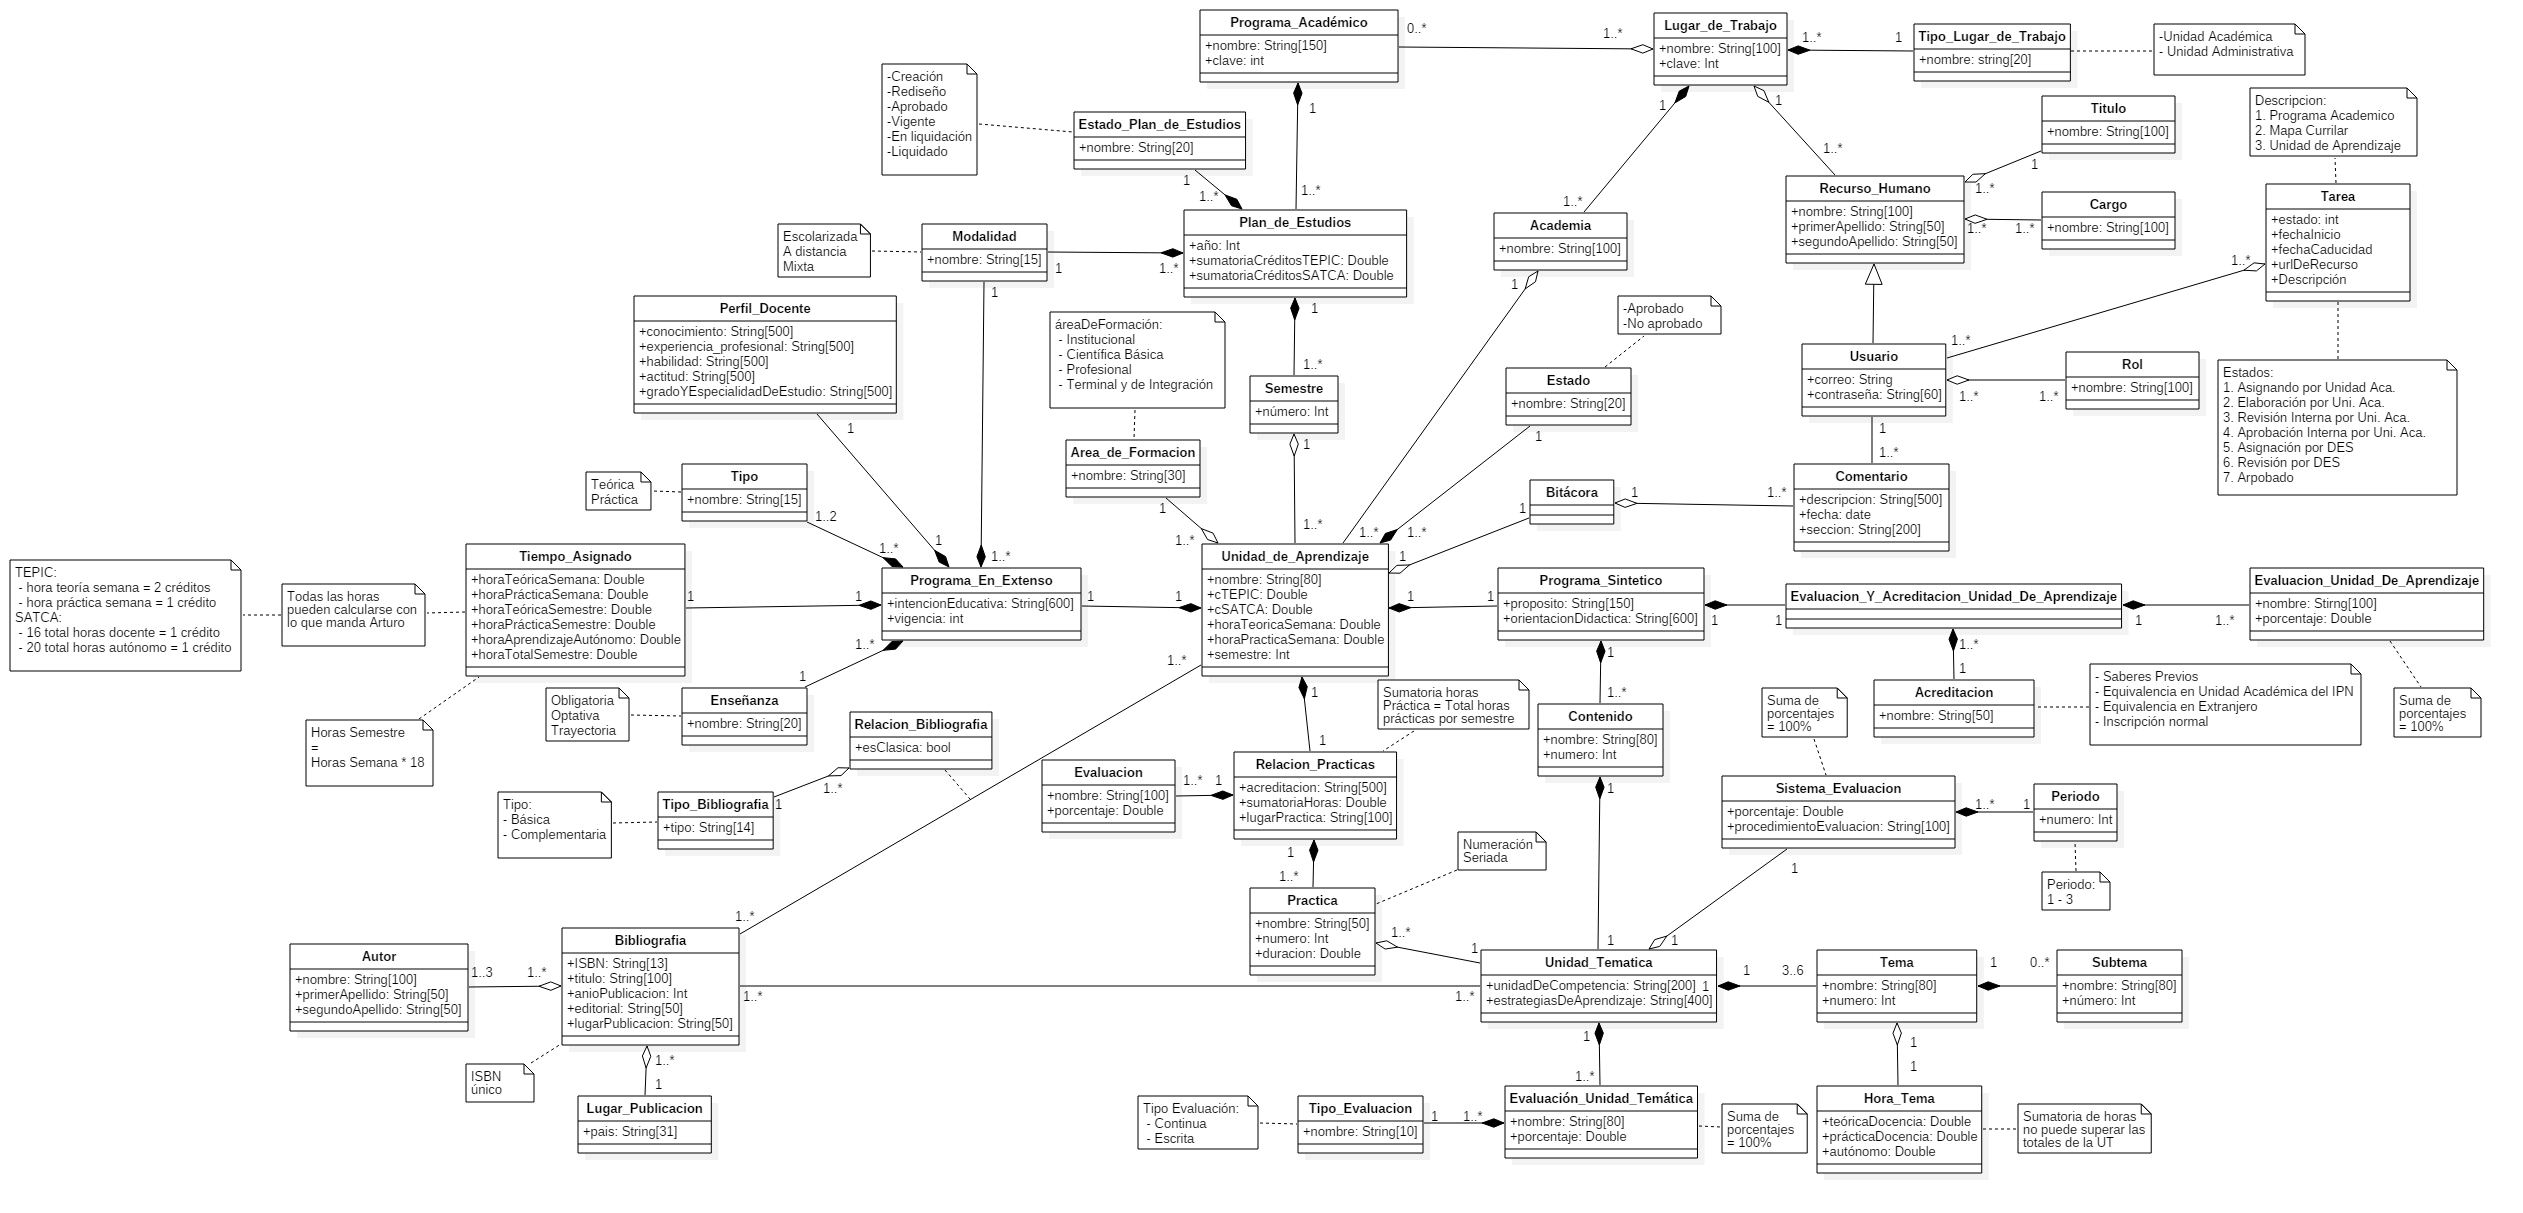 Programa_Académico
+nombre: String[150]
+clave: int
0..*
1..*
Lugar_de_Trabajo
+nombre: String[100]
+clave: Int
1..*
1
Tipo_Lugar_de_Trabajo
+nombre: string[20]
-Unidad Académica
- Unidad Administrativa
-Creación
-Rediseño
-Aprobado
-Vigente
-En liquidación
-Liquidado
Estado_Plan_de_Estudios
+nombre: String[20]
1
1..*
1
1..*
1
1..*
1
1..*
Titulo
+nombre: String[100]
1
1..*
Descripcion:
1. Programa Academico
2. Mapa Currilar
3. Unidad de Aprendizaje
Recurso_Humano
+nombre: String[100]
+primerApellido: String[50]
+segundoApellido: String[50]
Cargo
+nombre: String[100]
1..*
1..*
Tarea
+estado: int
+fechaInicio
+fechaCaducidad
+urlDeRecurso
+Descripción
1..*
1..*
Escolarizada
A distancia
Mixta
Modalidad
+nombre: String[15]
1
1..*
Plan_de_Estudios
+año: Int
+sumatoriaCréditosTEPIC: Double
+sumatoriaCréditosSATCA: Double
Academia
+nombre: String[100]
1
1..*
1
1..*
1
1..*
Perfil_Docente
+conocimiento: String[500]
+experiencia_profesional: String[500]
+habilidad: String[500]
+actitud: String[500]
+gradoYEspecialidadDeEstudio: String[500]
1
1
áreaDeFormación:
- Institucional
- Científica Básica
- Profesional
- Terminal y de Integración
Semestre
+número: Int
1
1..*
-Aprobado
-No aprobado
Estado
+nombre: String[20]
1
1..*
Usuario
+correo: String
+contraseña: String[60]
1..*
1..*
Rol
+nombre: String[100]
Estados:
1. Asignando por Unidad Aca.
2. Elaboración por Uni. Aca.
3. Revisión Interna por Uni. Aca.
4. Aprobación Interna por Uni. Aca.
5. Asignación por DES
6. Revisión por DES
7. Arpobado
1
1..*
Area_de_Formacion
+nombre: String[30]
1
1..*
Teórica
Práctica
Tipo
+nombre: String[15]
1..2
1..*
Bitácora
1
1
1
1..*
Comentario
+descripcion: String[500]
+fecha: date
+seccion: String[200]
TEPIC:
- hora teoría semana = 2 créditos
- hora práctica semana = 1 crédito
SATCA:
- 16 total horas docente = 1 crédito
- 20 total horas autónomo = 1 crédito
Todas las horas
pueden calcularse con
lo que manda Arturo
Tiempo_Asignado
+horaTeóricaSemana: Double
+horaPrácticaSemana: Double
+horaTeóricaSemestre: Double
+horaPrácticaSemestre: Double
+horaAprendizajeAutónomo: Double
+horaTotalSemestre: Double
1
1
Programa_En_Extenso
+intencionEducativa: String[600]
+vigencia: int
1
1
Unidad_de_Aprendizaje
+nombre: String[80]
+cTEPIC: Double
+cSATCA: Double
+horaTeoricaSemana: Double
+horaPracticaSemana: Double
+semestre: Int
1
1
Programa_Sintetico
+proposito: String[150]
+orientacionDidactica: String[600]
1
1
Evaluacion_Y_Acreditacion_Unidad_De_Aprendizaje
1
1..*
Evaluacion_Unidad_De_Aprendizaje
+nombre: Stirng[100]
+porcentaje: Double
1..*
1
Obligatoria
Optativa
Trayectoria
Enseñanza
+nombre: String[20]
1..*
1
1..*
1
Acreditacion
+nombre: String[50]
- Saberes Previos
- Equivalencia en Unidad Académica del IPN
- Equivalencia en Extranjero
- Inscripción normal
Suma de
porcentajes
= 100%
Horas Semestre
=
Horas Semana * 18
Relacion_Bibliografia
+esClasica: bool
1..*
1
1
1
Sumatoria horas
Práctica = Total horas
prácticas por semestre
1
1..*
Contenido
+nombre: String[80]
+numero: Int
Suma de
porcentajes
= 100%
Tipo:
- Básica
- Complementaria
Tipo_Bibliografia
+tipo: String[14]
Evaluacion
+nombre: String[100]
+porcentaje: Double
1..*
1
Relacion_Practicas
+acreditacion: String[500]
+sumatoriaHoras: Double
+lugarPractica: String[100]
1
1..*
1
1
Sistema_Evaluacion
+porcentaje: Double
+procedimientoEvaluacion: String[100]
1..*
1
Periodo
+numero: Int
Periodo:
1 - 3
1
1
Numeración
Seriada
Practica
+nombre: String[50]
+numero: Int
+duracion: Double
1..*
1
Autor
+nombre: String[100]
+primerApellido: String[50]
+segundoApellido: String[50]
1..3
1..*
Bibliografia
+ISBN: String[13]
+titulo: String[100]
+anioPublicacion: Int
+editorial: String[50]
+lugarPublicacion: String[50]
1..*
1..*
1..*
Unidad_Tematica
+unidadDeCompetencia: String[200]
+estrategiasDeAprendizaje: String[400]
1
1
3..6
Tema
+nombre: String[80]
+numero: Int
1
0..*
Subtema
+nombre: String[80]
+número: Int
ISBN
único
1..*
1
Lugar_Publicacion
+pais: String[31]
1
1..*
Tipo Evaluación:
- Continua
- Escrita
Tipo_Evaluacion
+nombre: String[10]
1
1..*
Evaluación_Unidad_Temática
+nombre: String[80]
+porcentaje: Double
Suma de
porcentajes
= 100%
1
1
Hora_Tema
+teóricaDocencia: Double
+prácticaDocencia: Double
+autónomo: Double
Sumatoria de horas
no puede superar las
totales de la UT